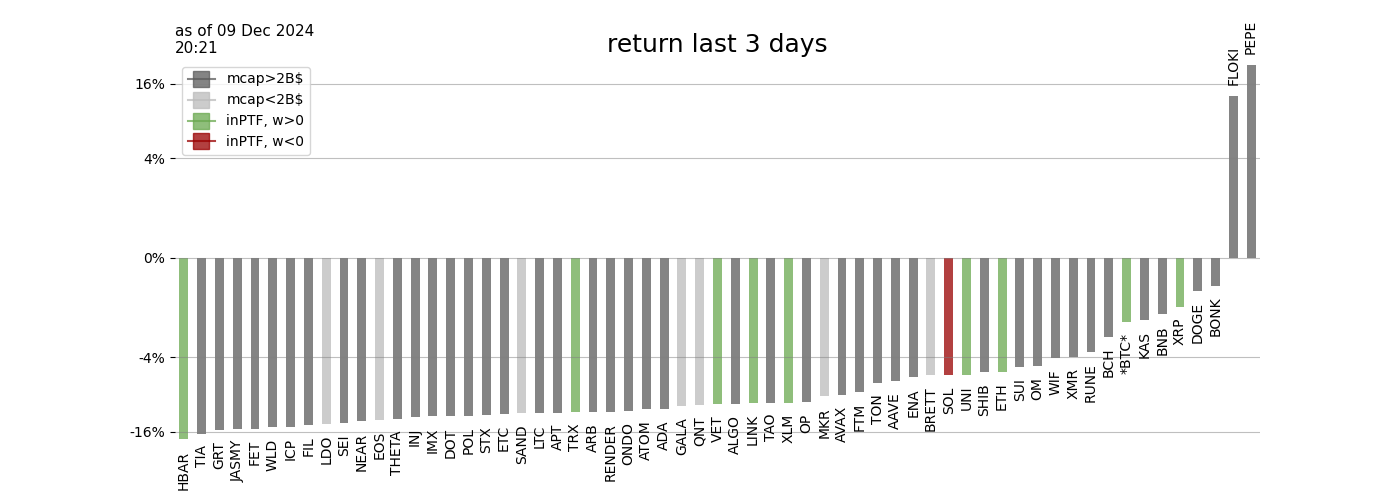 as of 09 Dec 2024
20:21
return last 3 days
mcap>2B$
mcap<2B$
inPTF, w>0
inPTF, w<0
16%
4%
0%
-4%
-16%
HBAR
TIA
GRT
JASMY
FET
WLD
ICP
FIL
LDO
SEI
NEAR
EOS
THETA
INJ
IMX
DOT
POL
STX
ETC
SAND
LTC
APT
TRX
ARB
RENDER
ONDO
ATOM
ADA
GALA
QNT
VET
ALGO
LINK
TAO
XLM
OP
MKR
AVAX
FTM
TON
AAVE
ENA
BRETT
SOL
UNI
SHIB
ETH
SUI
OM
WIF
XMR
RUNE
BCH
*BTC*
KAS
BNB
XRP
DOGE
BONK
FLOKI
PEPE